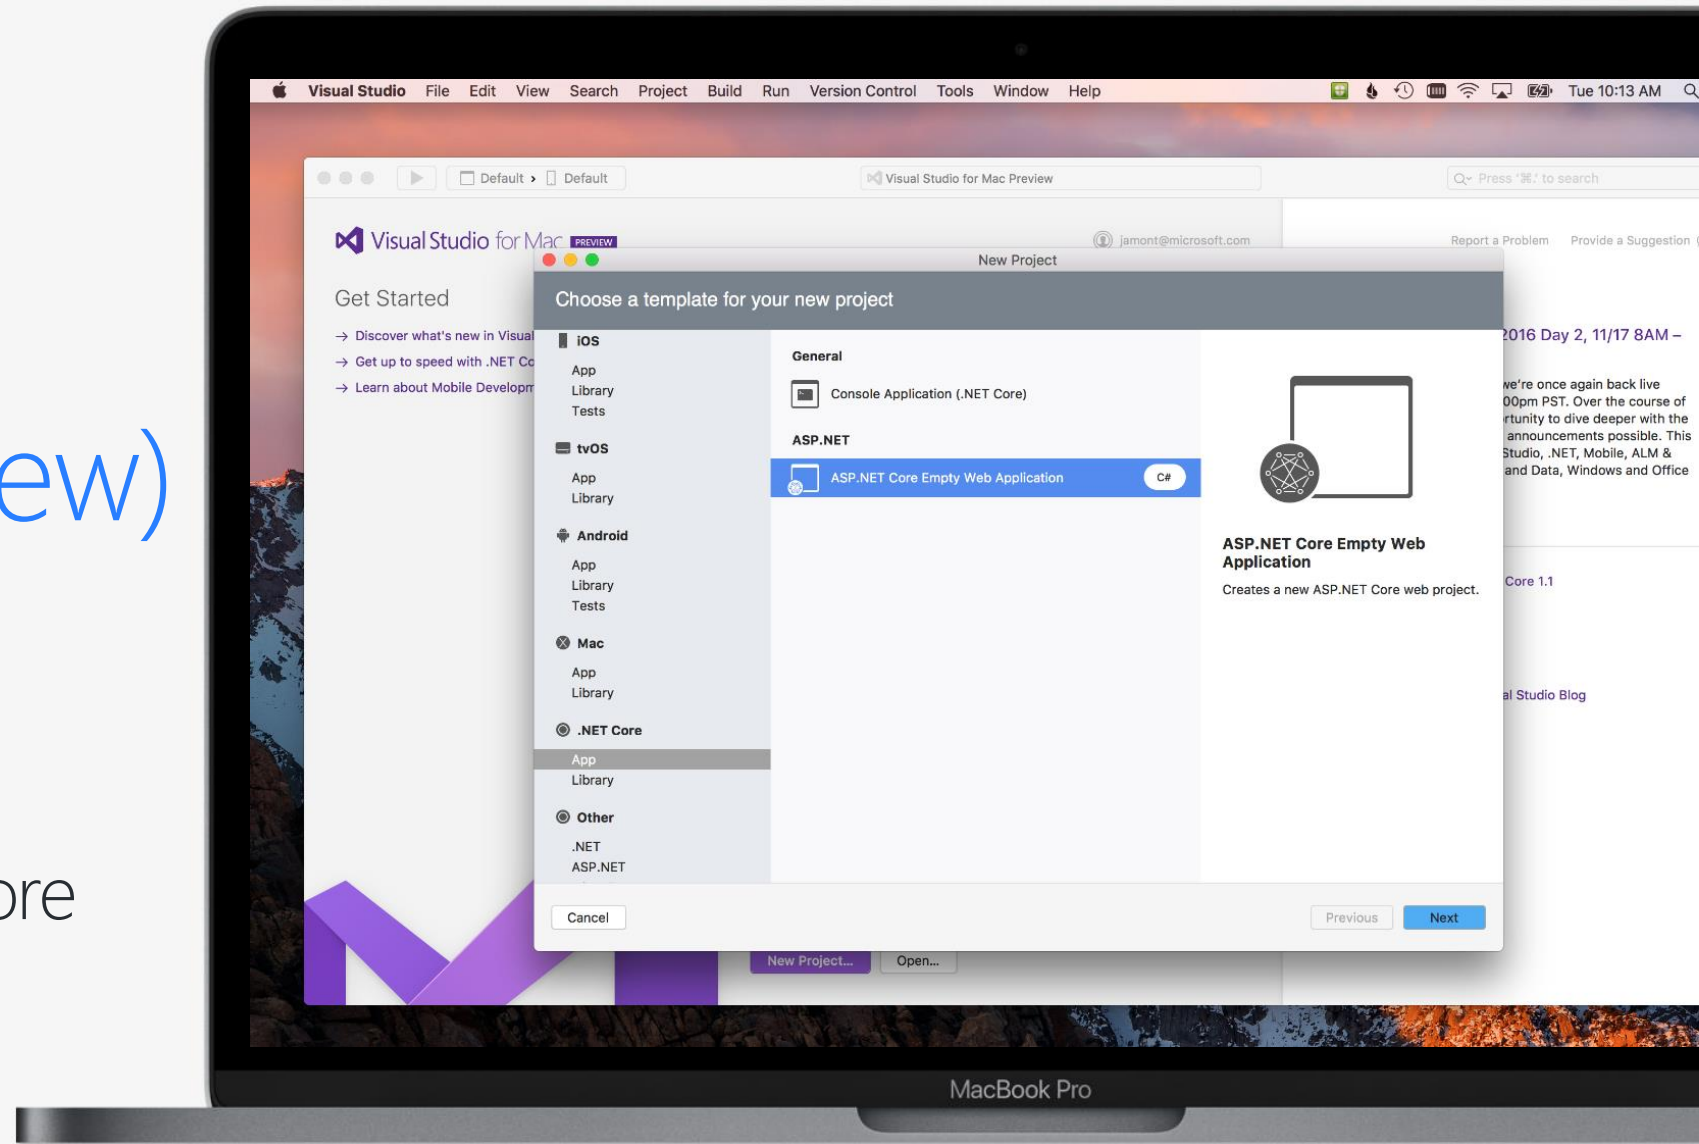 ew)
ore
Visual Studio File Edit View Search Project Build Run Version Control Tools Window Help Tue 10:13 AM
Default > Default
Visual Studio for Mac Preview
Press '⌘.' to search
Visual Studio for Mac PREVIEW
jamont@microsoft.com
Report a Problem Provide a Suggestion
Get Started
→ Discover what's new in Visual
→ Get up to speed with .NET Co
→ Learn about Mobile Developm
New Project
Choose a template for your new project
iOS
App
Library
Tests
tvOS
App
Library
Android
App
Library
Tests
Mac
App
Library
.NET Core
App
Library
Other
.NET
ASP.NET
General
Console Application (.NET Core)
ASP.NET
ASP.NET Core Empty Web Application C#
ASP.NET Core Empty Web
Application
Creates a new ASP.NET Core web project.
Cancel
Previous
Next
2016 Day 2, 11/17 8AM –
we're once again back live
00pm PST. Over the course of
rtunity to dive deeper with the
announcements possible. This
Studio, .NET, Mobile, ALM &
and Data, Windows and Office
Core 1.1
al Studio Blog
New Project...
Open...
MacBook Pro